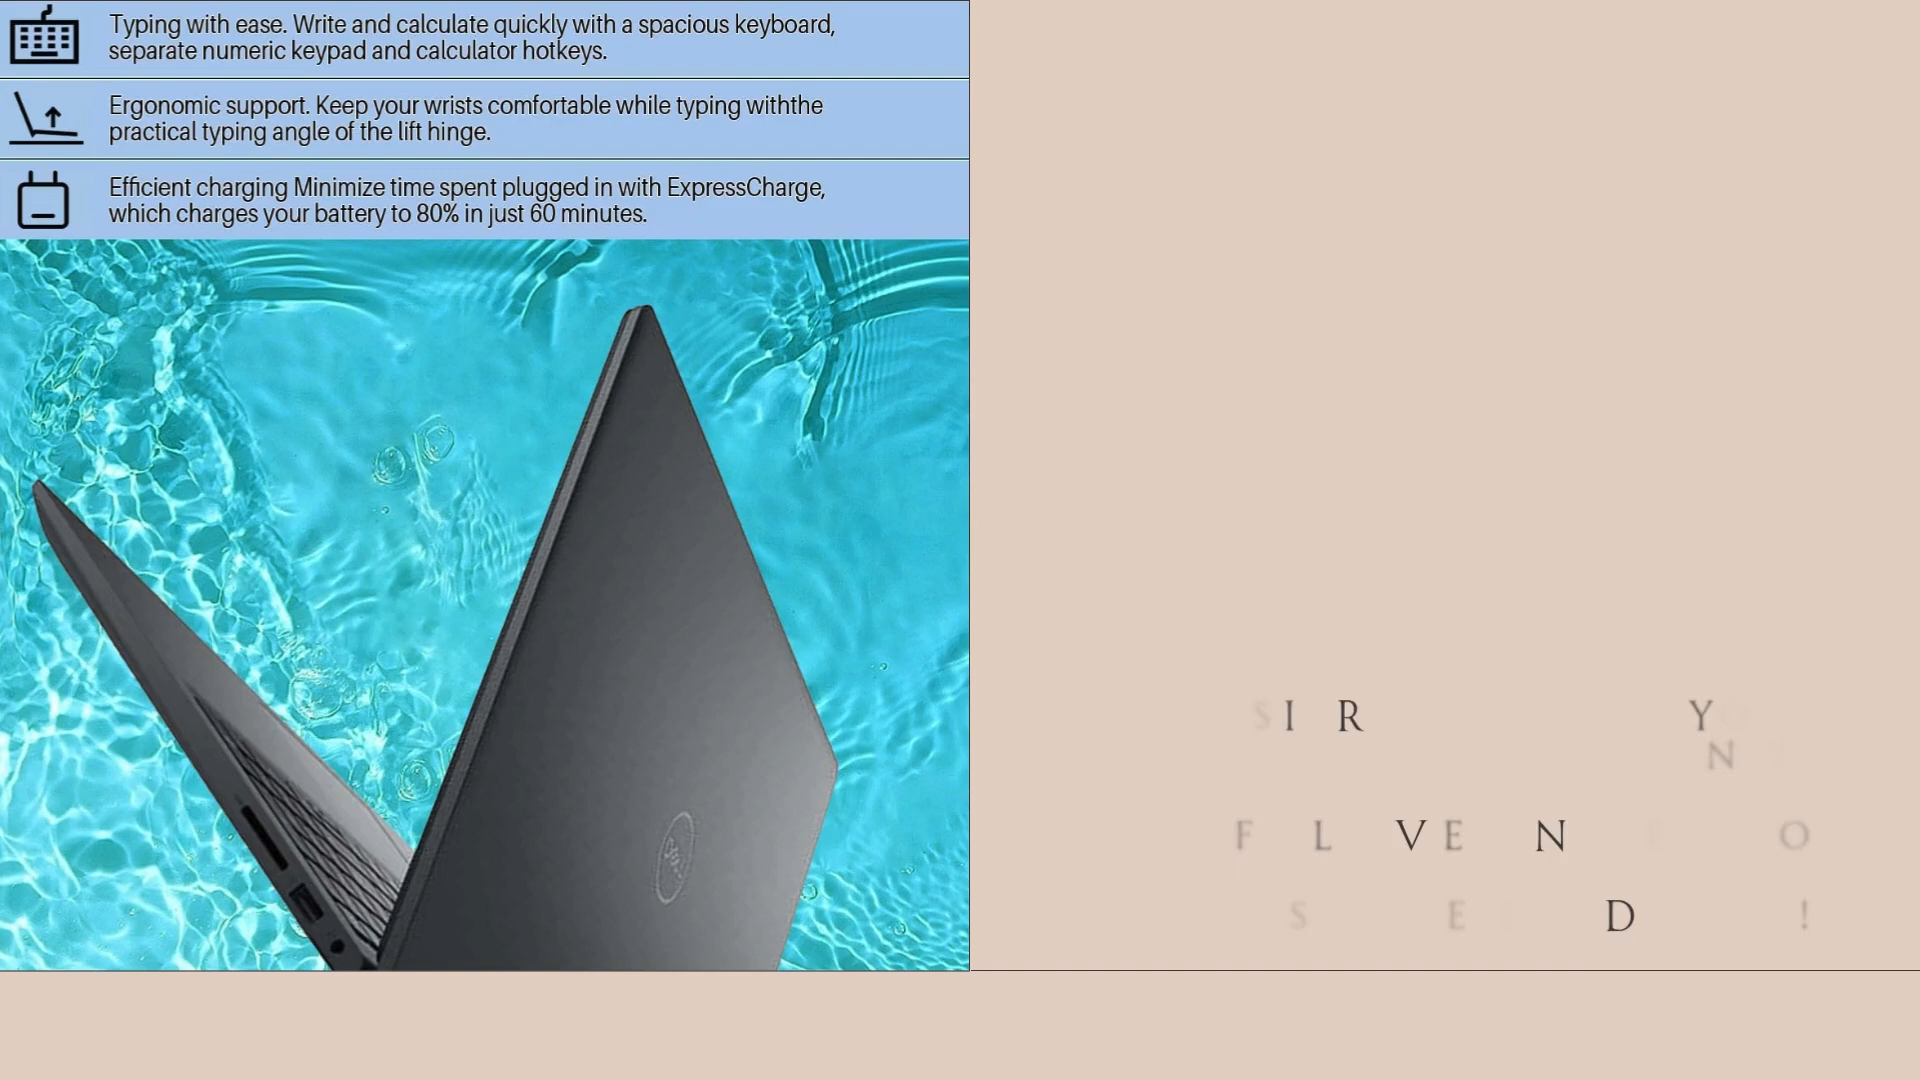 Typing with ease. Write and calculate quickly with a spacious keyboard,
separate numeric keypad and calculator hotkeys.
Ergonomic support. Keep your wrists comfortable while typing withthe
practical typing angle of the lift hinge.
Efficient charging Minimize time spent plugged in with ExpressCharge,
which charges your battery to 80% in just 60 minutes.
DELL